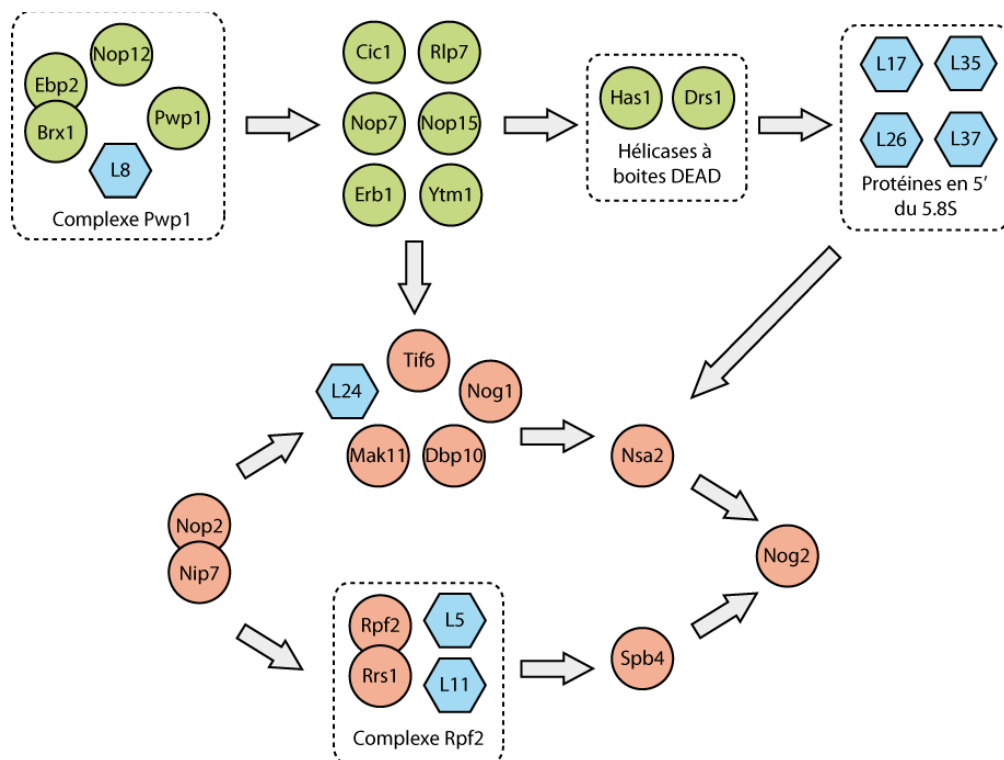 Nop12
Ebp2
Brx1
Pwp1
L8
Complexe Pwp1
Cic1
Rlp7
Nop7
Nop15
Erb1
Ytm1
Has1
Drs1
Hélicases à
boites DEAD
L17
L35
L26
L37
Protéines en 5’
du 5.8S
Tif6
L24
Nog1
Mak11
Dbp10
Nsa2
Nop2
Nip7
Nog2
Rpf2
L5
Rrs1
L11
Complexe Rpf2
Spb4